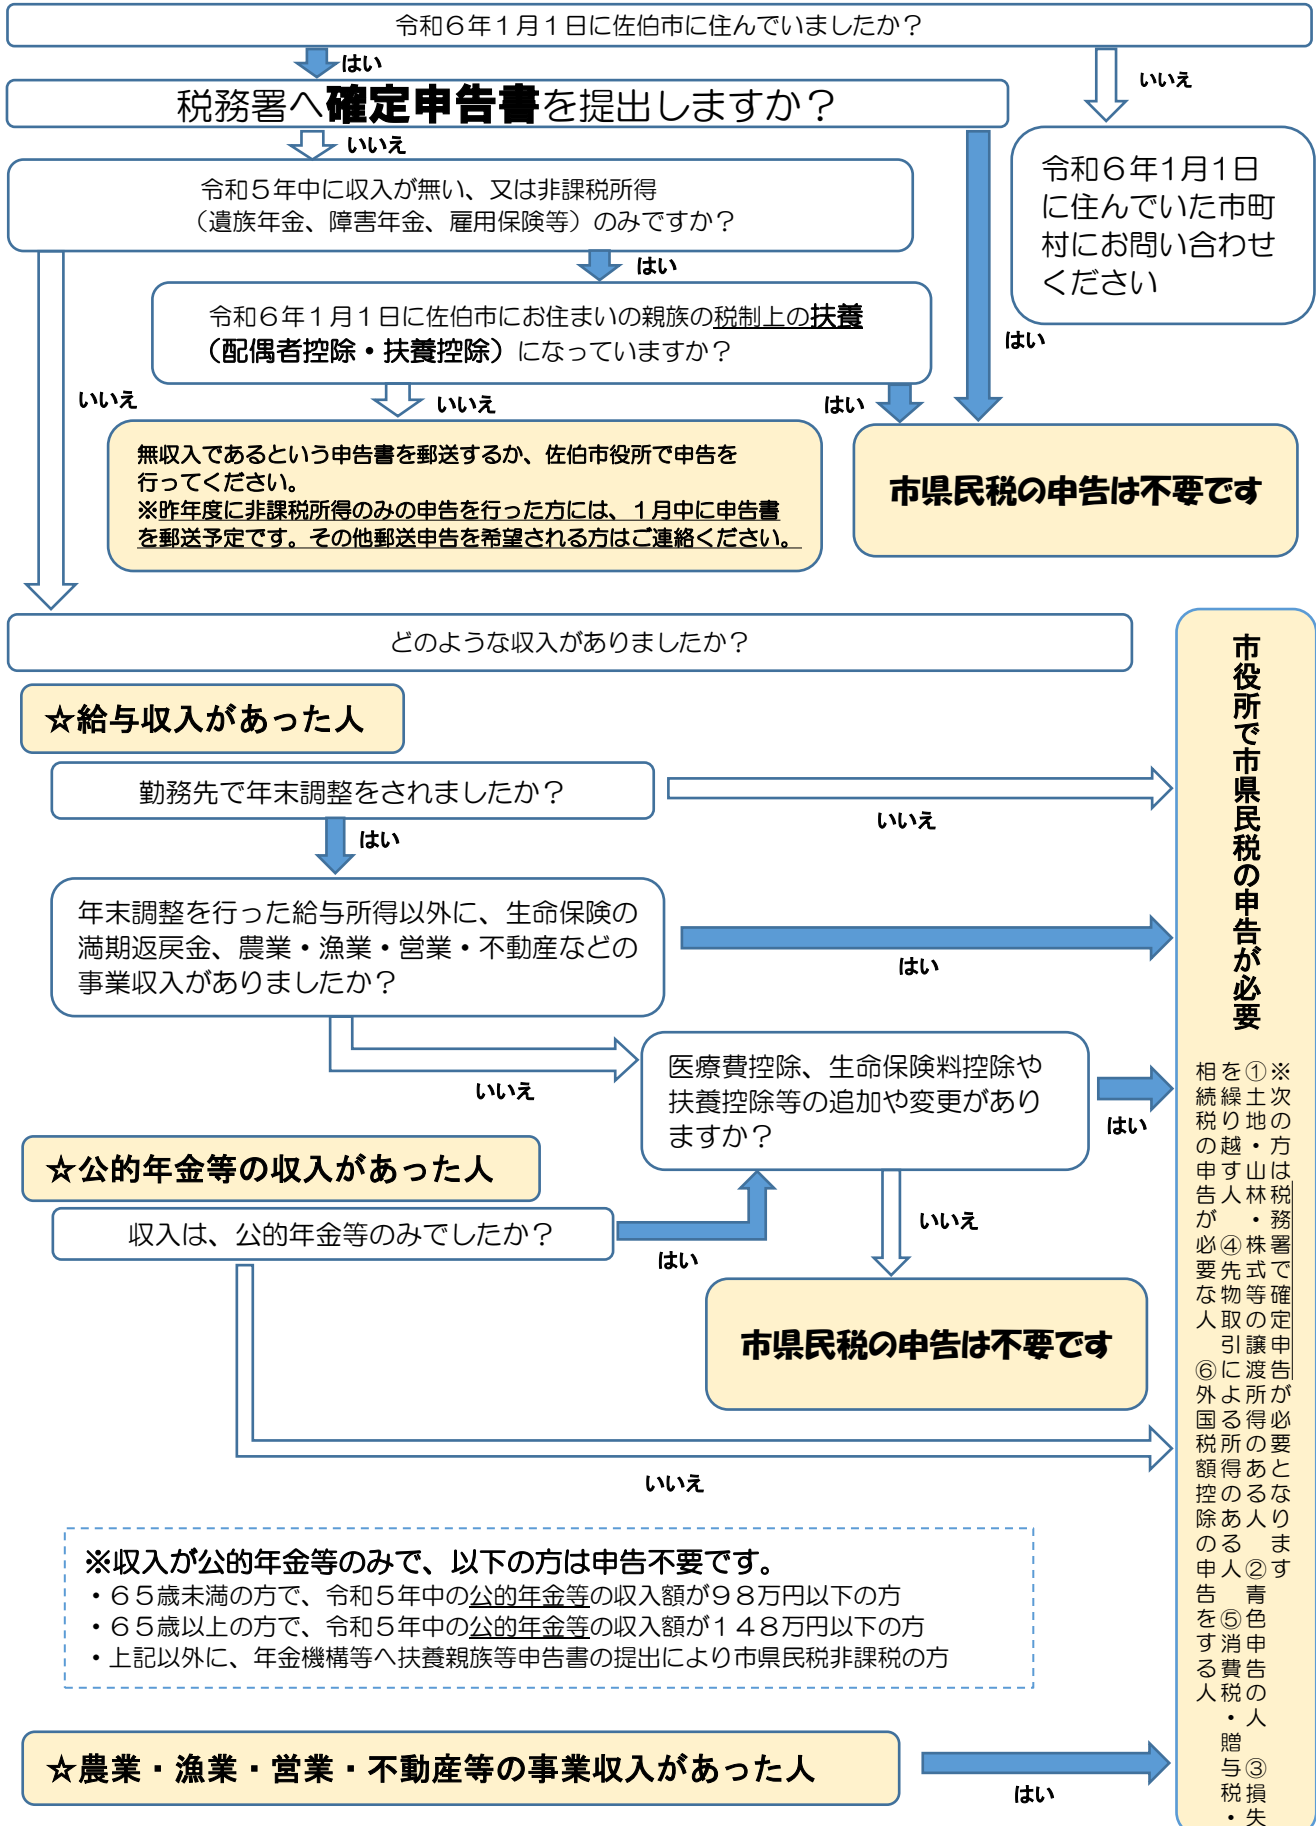 令和６年１月１日に佐伯市に住んでいましたか？
はい
いいえ
税務署へ確定申告書を提出しますか？
いいえ
令和６年1月1日
に住んでいた市町
村にお問い合わせ
ください
令和５年中に収入が無い、又は非課税所得
（遺族年金、障害年金、雇用保険等）のみですか？
はい
令和６年１月１日に佐伯市にお住まいの親族の税制上の扶養
（配偶者控除・扶養控除）になっていますか？
はい
いいえ
いいえ
はい
無収入であるという申告書を郵送するか、佐伯市役所で申告を
行ってください。
※昨年度に非課税所得のみの申告を行った方には、１月中に申告書
を郵送予定です。その他郵送申告を希望される方はご連絡ください。
市県民税の申告は不要です
どのような収入がありましたか？
☆給与収入があった人
勤務先で年末調整をされましたか？
いいえ
はい
年末調整を行った給与所得以外に、生命保険の
満期返戻金、農業・漁業・営業・不動産などの
事業収入がありましたか？
はい
いいえ
医療費控除、生命保険料控除や
扶養控除等の追加や変更があり
ますか？
はい
☆公的年金等の収入があった人
収入は、公的年金等のみでしたか？
はい
いいえ
市県民税の申告は不要です
いいえ
※収入が公的年金等のみで、以下の方は申告不要です。
・６５歳未満の方で、令和５年中の公的年金等の収入額が９８万円以下の方
・６５歳以上の方で、令和５年中の公的年金等の収入額が１４８万円以下の方
・上記以外に、年金機構等へ扶養親族等申告書の提出により市県民税非課税の方
☆農業・漁業・営業・不動産等の事業収入があった人
はい
市役所で市県民税の申告が必要
※次の方は税務署で確定申告が必要となります
①土地・山林・株式等の譲渡所得のある人　②青色申告の人　③損失
を繰り越す人　④先物取引による所得のある人　⑤消費税・贈与税・
相続税の申告が必要な人　⑥外国税額控除の申告をする人